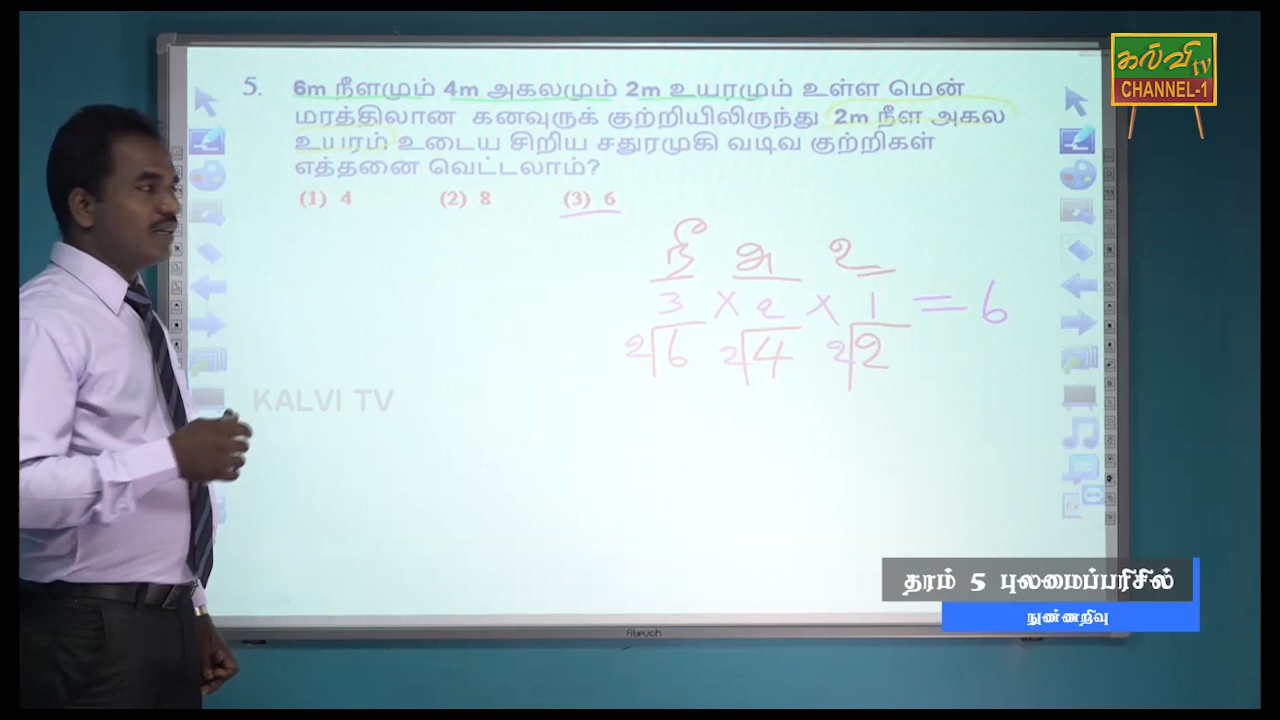 கல்வி tv
CHANNEL-1
5. 6m நீளமும் 4m அகலமும் 2m உயரமும் உள்ள மென்
மரத்திலான கனவுருக் குற்றியிலிருந்து 2m நீள அகல
உயரம் உடைய சிறிய சதுரமுகி வடிவ குற்றிகள்
எத்தனை வெட்டலாம்?
(1) 4 (2) 8 (3) 6
நீ அ உ
3 × 2 × 1 = 6
2 6 2 4 2 2
KALVI TV
தரம் 5 புலமைப்பரிசில்
நுண்ணறிவு